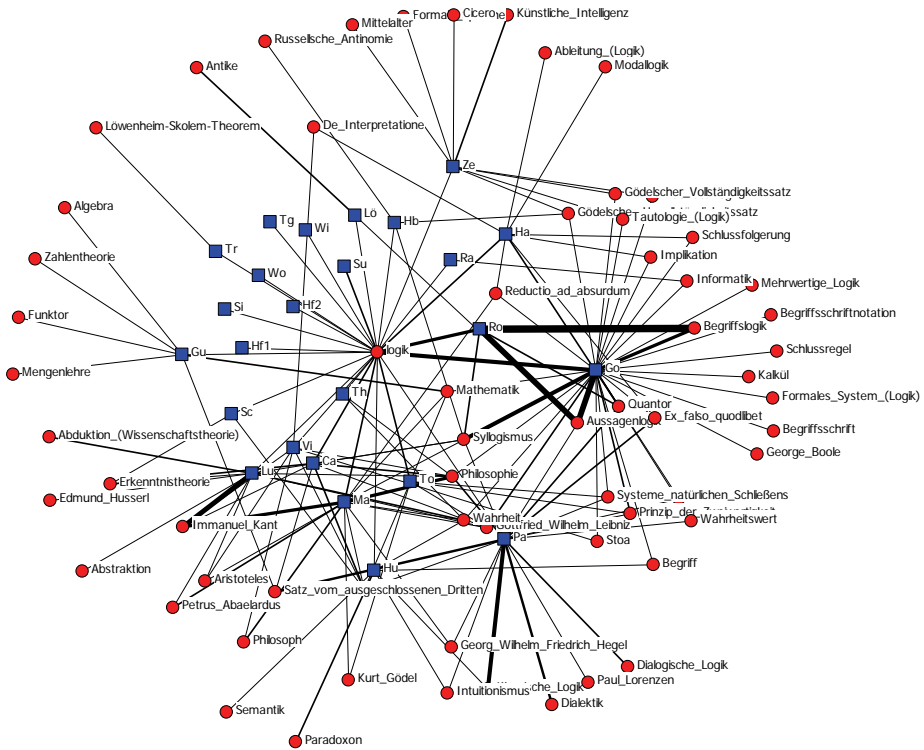 Cicero
Künstliche_Intelligenz
Mittelalter
Russellsche_Antinomie
Ableitung_(Logik)
Modallogik
Antike
Löwenheim-Skolem-Theorem
De_Interpretatione
Ze
Gödelscher_Vollständigkeitssatz
Algebra
Tg
Wi
Lö
Hb
Tautologie_(Logik)
Ha
Schlussfolgerung
Tr
Zahlentheorie
Su
Ra
Implikation
Wo
Informatik
Mehrwertige_Logik
Reductio_ad_absurdum
Si
Hf2
Funktor
Begriffsschriftnotation
Ro
Begriffslogik
Gu
Hf1
logik
Schlussregel
Mengenlehre
Go
Kalkül
Th
Mathematik
Formales_System_(Logik)
Sc
Quantor
Ex_falso_quodlibet
Aussagenlogik
Begriffsschrift
Abduktion_(Wissenschaftstheorie)
Syllogismus
Vi
George_Boole
Ca
Lu
Philosophie
Erkenntnistheorie
To
Edmund_Husserl
Ma
Systeme_natürlichen_Schließens
Immanuel_Kant
Wahrheit
Gottfried_Wilhelm_Leibniz
Wahrheitswert
Pa
Stoa
Abstraktion
Hu
Begriff
Aristoteles
Satz_vom_ausgeschlossenen_Dritten
Petrus_Abaelardus
Philosoph
Georg_Wilhelm_Friedrich_Hegel
Dialogische_Logik
Kurt_Gödel
Paul_Lorenzen
Intuitionismus
Dialektik
Semantik
Paradoxon